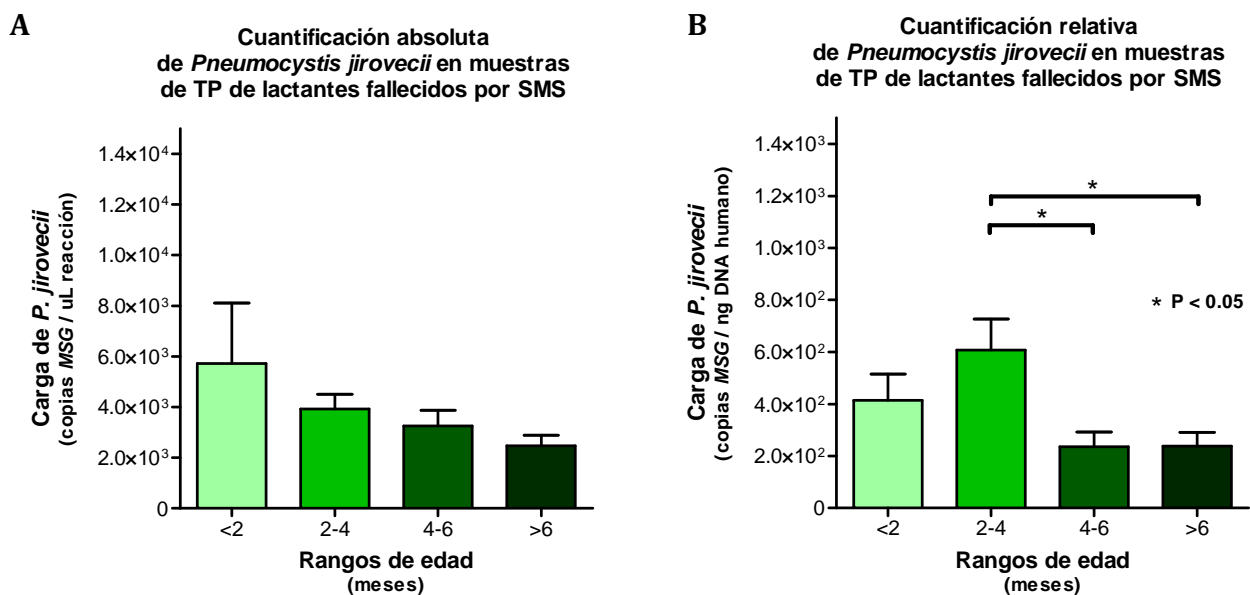 A
Cuantificación absoluta
de Pneumocystis jirovecii en muestras
de TP de lactantes fallecidos por SMS
Carga de P. jirovecii
(copias MSG / uL reacción)
1.4×10⁴
1.2×10⁴
1.0×10⁴
8.0×10³
6.0×10³
4.0×10³
2.0×10³
0
<2
2-4
4-6
>6
Rangos de edad
(meses)
B
Cuantificación relativa
de Pneumocystis jirovecii en muestras
de TP de lactantes fallecidos por SMS
Carga de P. jirovecii
(copias MSG / ng DNA humano)
1.4×10³
1.2×10³
1.0×10³
8.0×10²
6.0×10²
4.0×10²
2.0×10²
0
*
*
* P < 0.05
<2
2-4
4-6
>6
Rangos de edad
(meses)